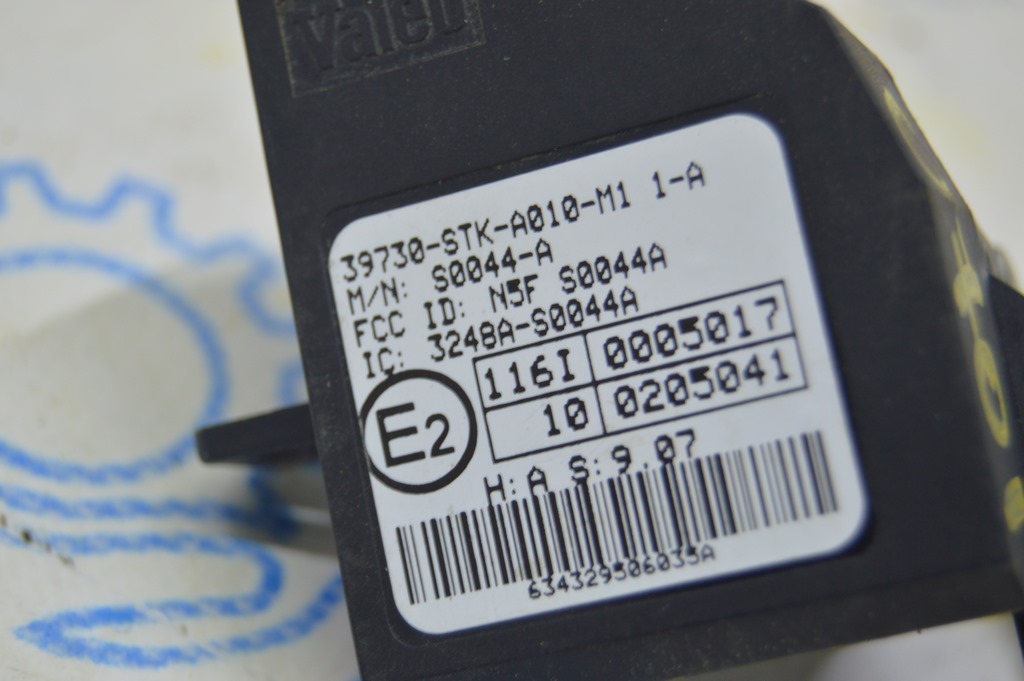 Valeo
39730-STK-A010-M1 1-A
M/N: S0044-A
FCC ID: N5F S0044A
IC: 3248A-S0044A
116I 0005017
10 0205041
E2
H:A S:9.07
634329506035A